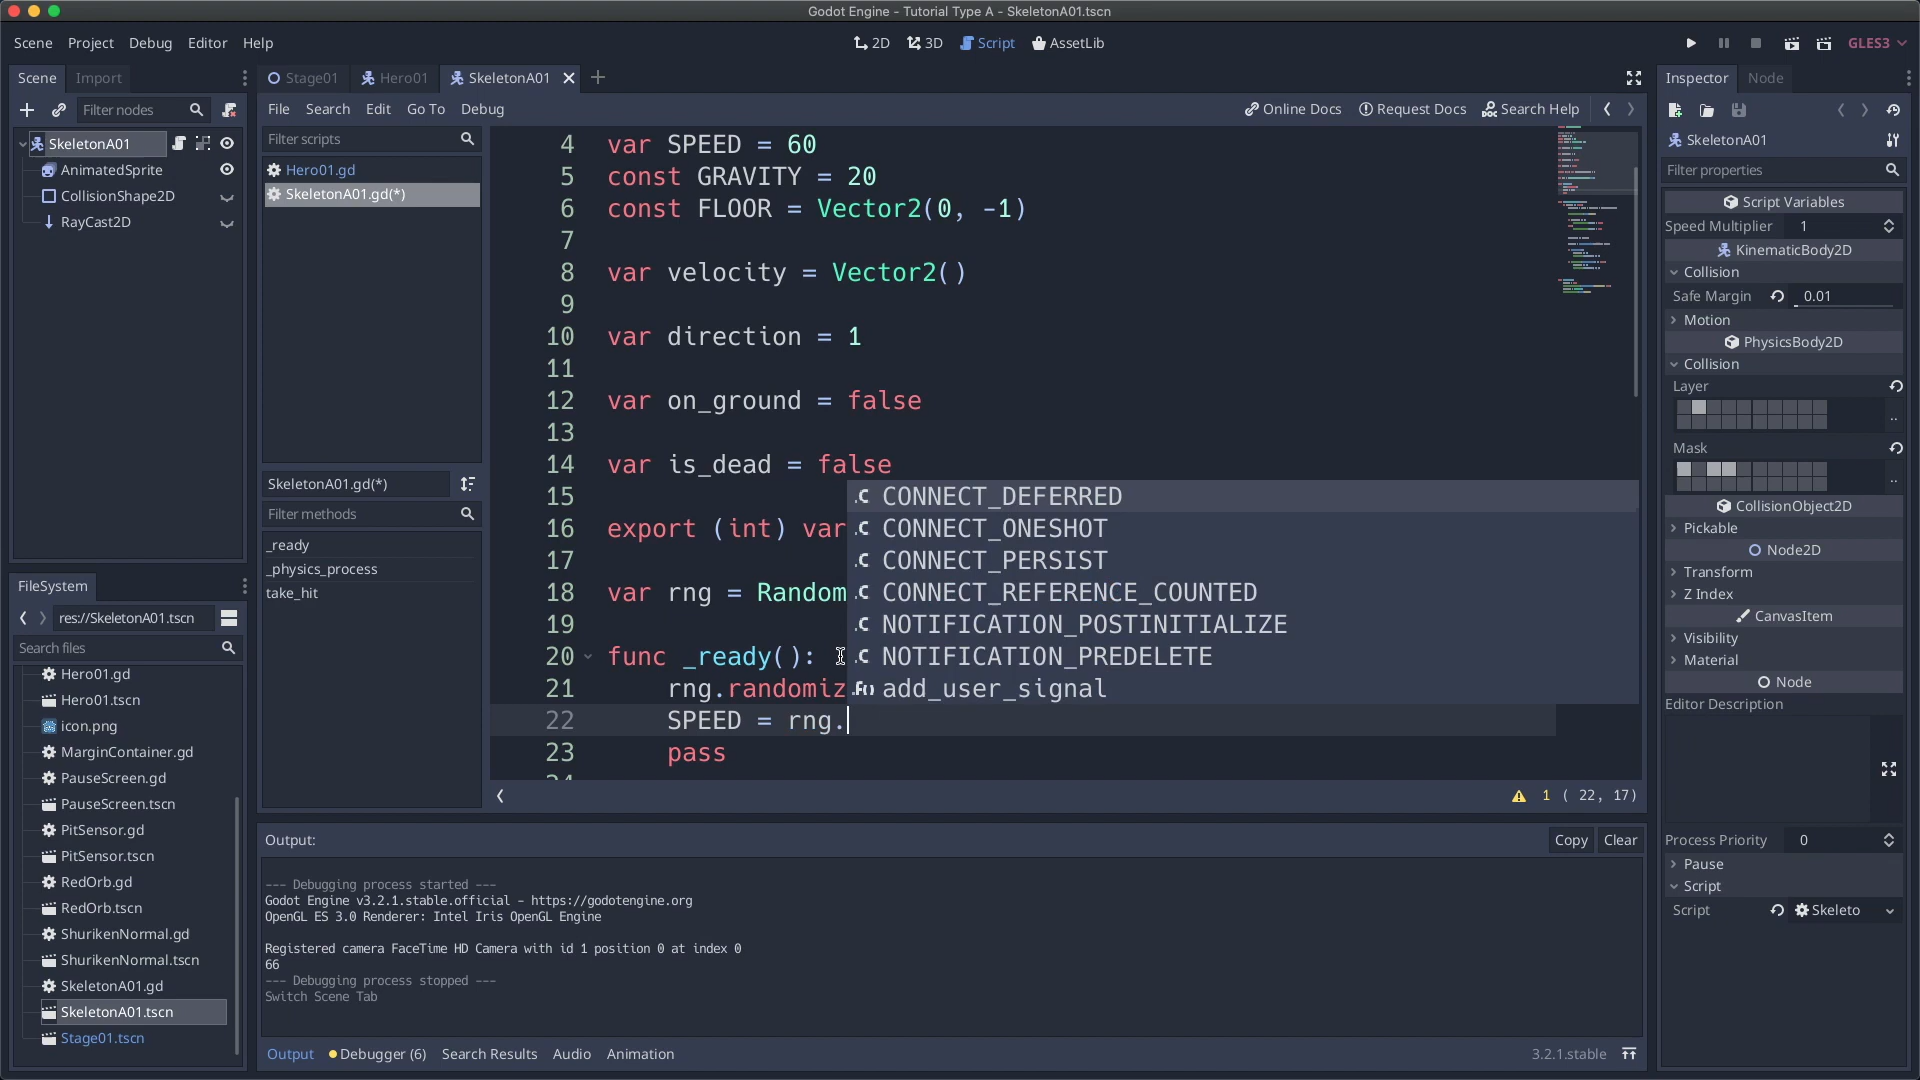 Godot Engine - Tutorial Type A - SkeletonA01.tscn
Scene Project Debug Editor Help
2D 3D Script AssetLib
GLES3
Scene Import
Filter nodes
SkeletonA01
AnimatedSprite
CollisionShape2D
RayCast2D
FileSystem
res://SkeletonA01.tscn
Search files
Hero01.gd
Hero01.tscn
icon.png
MarginContainer.gd
PauseScreen.gd
PauseScreen.tscn
PitSensor.gd
PitSensor.tscn
RedOrb.gd
RedOrb.tscn
ShurikenNormal.gd
ShurikenNormal.tscn
SkeletonA01.gd
SkeletonA01.tscn
Stage01.tscn
Stage01 Hero01 SkeletonA01
File Search Edit Go To Debug
Online Docs Request Docs Search Help
Filter scripts
Hero01.gd
SkeletonA01.gd(*)
SkeletonA01.gd(*)
Filter methods
_ready
_physics_process
take_hit
4 var SPEED = 60
5 const GRAVITY = 20
6 const FLOOR = Vector2(0, -1)
7
8 var velocity = Vector2()
9
10 var direction = 1
11
12 var on_ground = false
13
14 var is_dead = false
15
16 export (int) var
17
18 var rng = Random
19
20 func _ready():
21 rng.randomiz
22 SPEED = rng.
23 pass
.C CONNECT_DEFERRED
.C CONNECT_ONESHOT
.C CONNECT_PERSIST
.C CONNECT_REFERENCE_COUNTED
.C NOTIFICATION_POSTINITIALIZE
.C NOTIFICATION_PREDELETE
add_user_signal
1 ( 22, 17)
Output:
Copy Clear
--- Debugging process started ---
Godot Engine v3.2.1.stable.official - https://godotengine.org
OpenGL ES 3.0 Renderer: Intel Iris OpenGL Engine
Registered camera FaceTime HD Camera with id 1 position 0 at index 0
66
--- Debugging process stopped ---
Switch Scene Tab
Output Debugger (6) Search Results Audio Animation
3.2.1.stable
Inspector Node
SkeletonA01
Filter properties
Script Variables
Speed Multiplier 1
KinematicBody2D
Collision
Safe Margin 0.01
Motion
PhysicsBody2D
Collision
Layer
..
Mask
..
CollisionObject2D
Pickable
Node2D
Transform
Z Index
CanvasItem
Visibility
Material
Node
Editor Description
Process Priority 0
Pause
Script
Script Skeleto